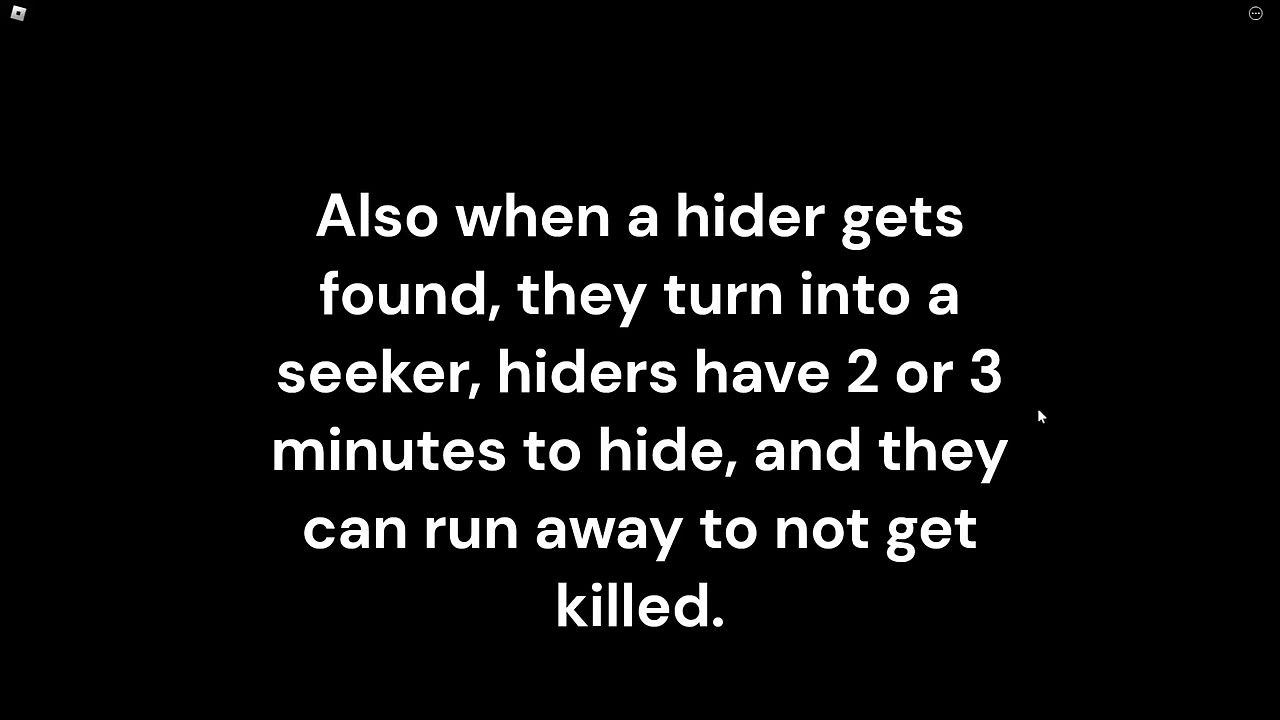 Also when a hider gets
found, they turn into a
seeker, hiders have 2 or 3
minutes to hide, and they
can run away to not get
killed.